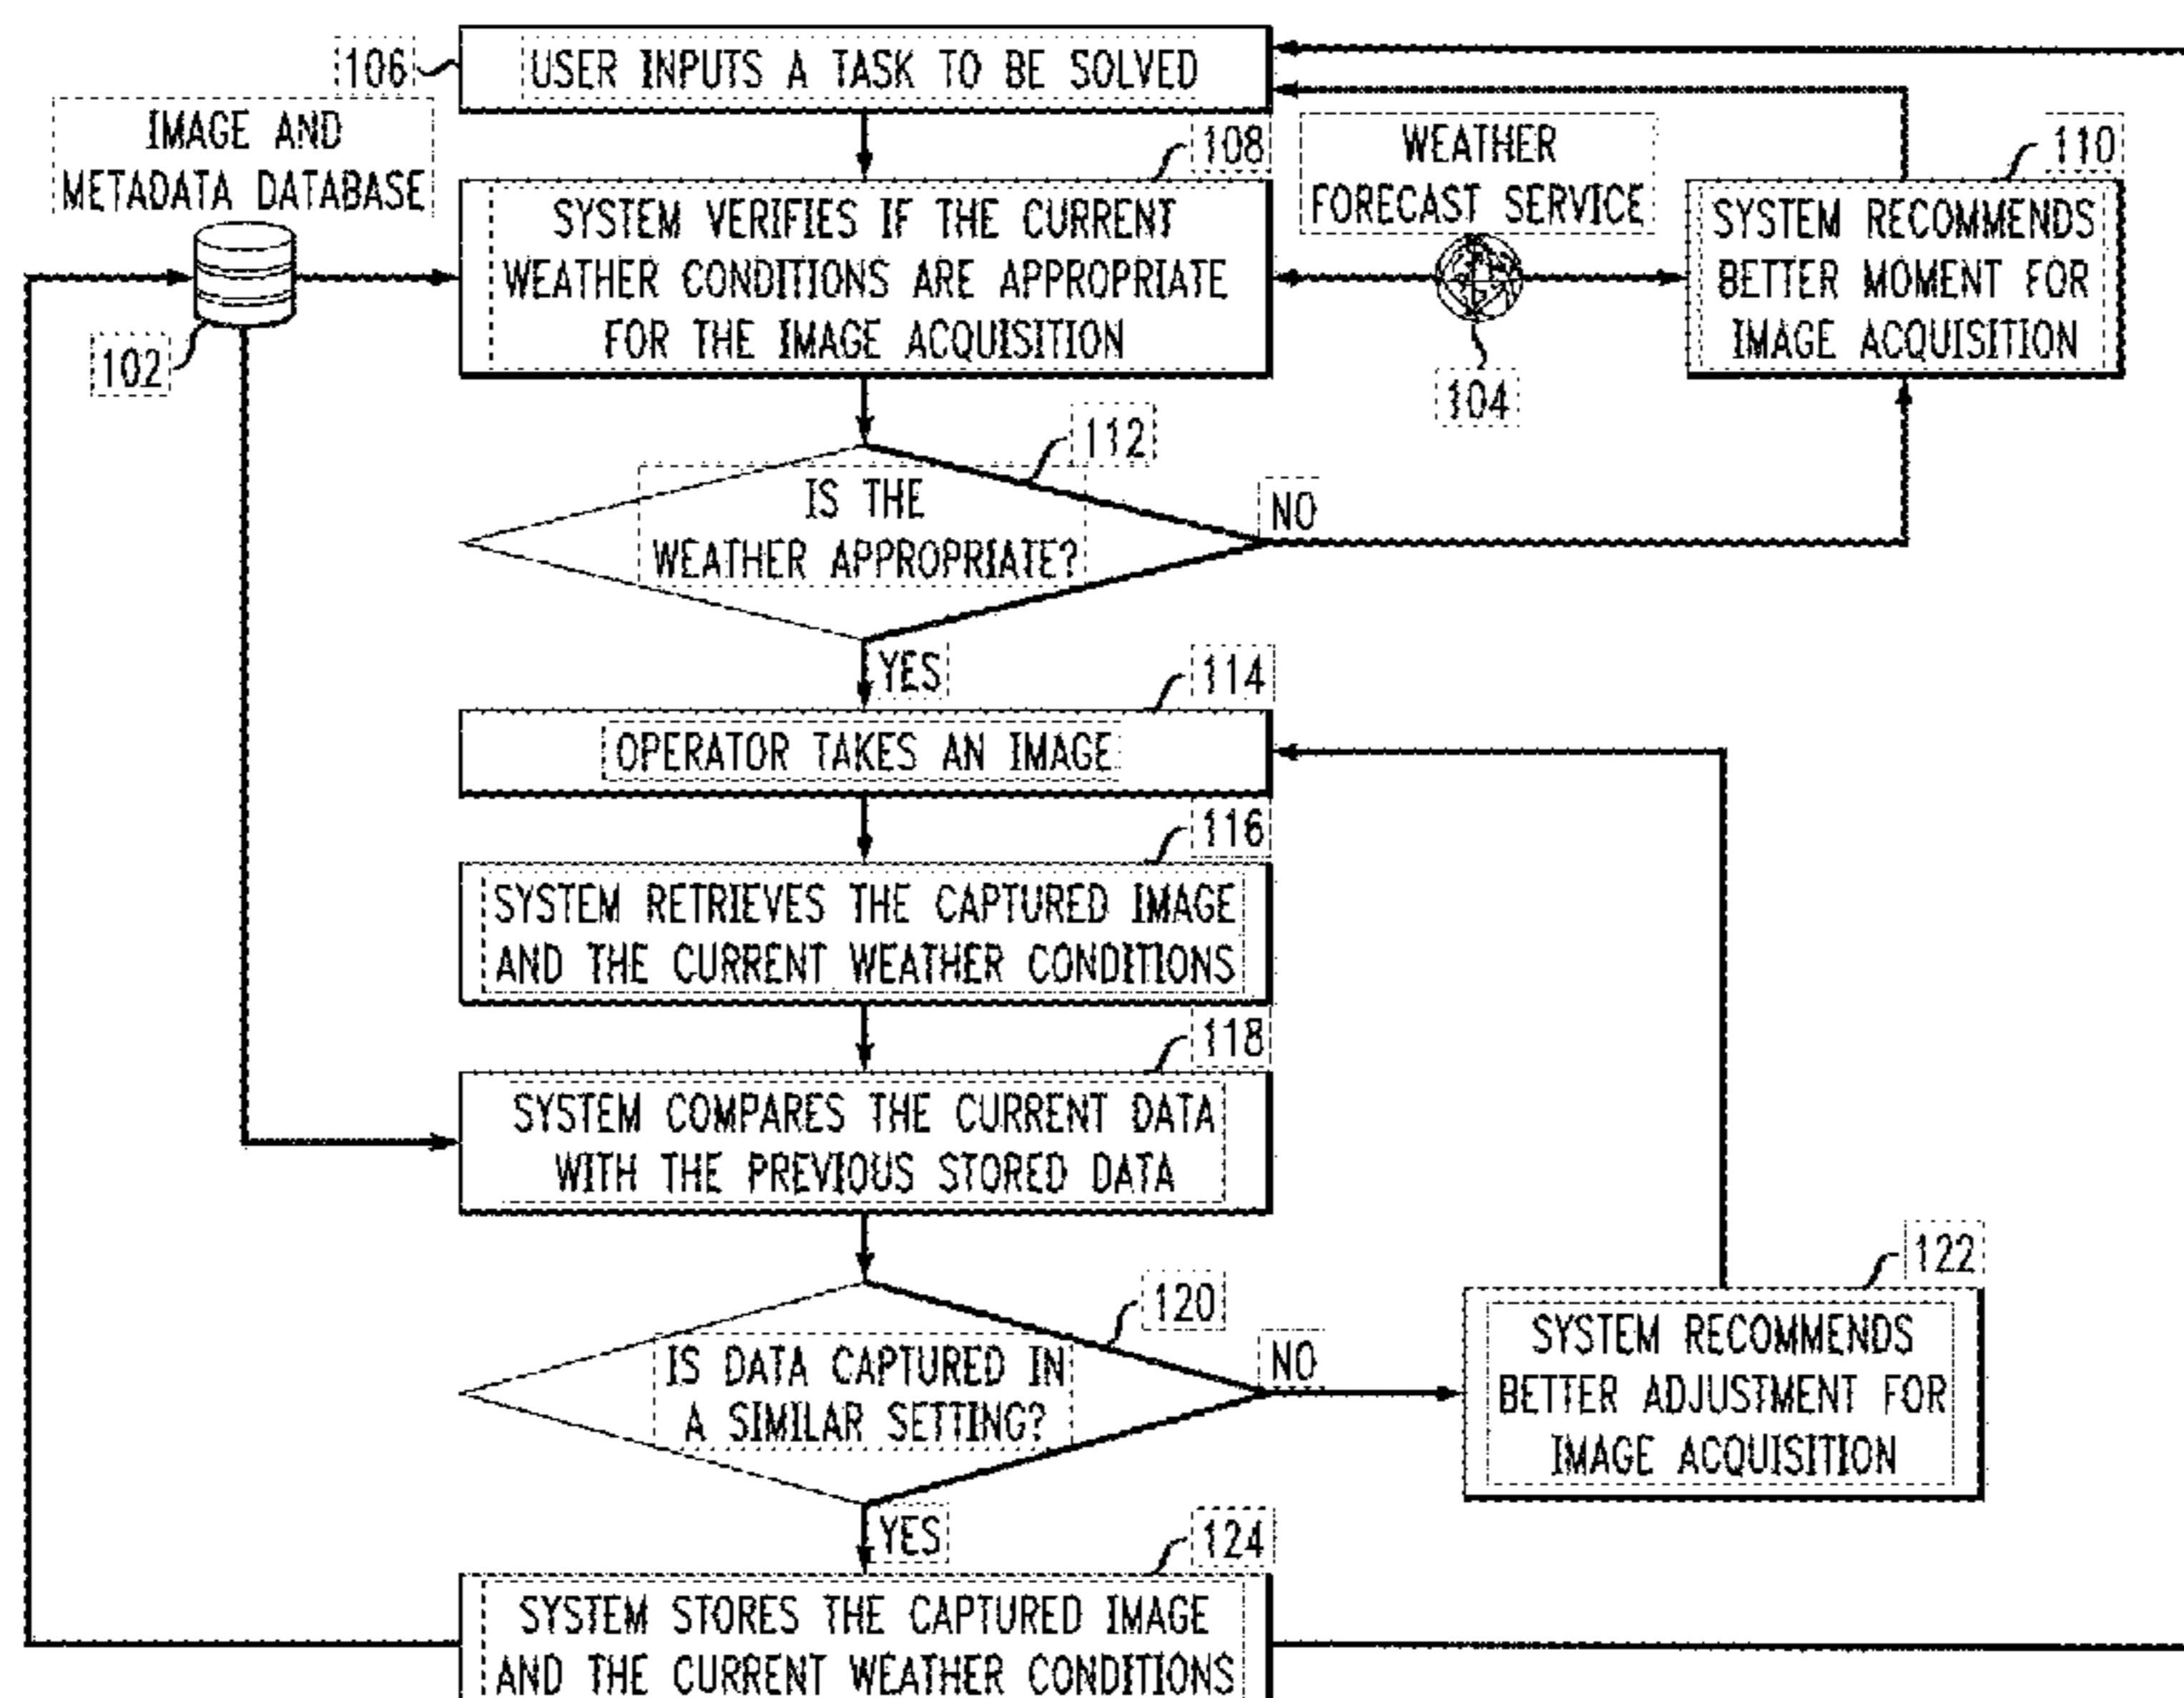 106
USER INPUTS A TASK TO BE SOLVED
IMAGE AND
METADATA DATABASE
102
108
SYSTEM VERIFIES IF THE CURRENT
WEATHER CONDITIONS ARE APPROPRIATE
FOR THE IMAGE ACQUISITION
WEATHER
FORECAST SERVICE
104
110
SYSTEM RECOMMENDS
BETTER MOMENT FOR
IMAGE ACQUISITION
112
IS THE
WEATHER APPROPRIATE?
NO
YES
114
OPERATOR TAKES AN IMAGE
116
SYSTEM RETRIEVES THE CAPTURED IMAGE
AND THE CURRENT WEATHER CONDITIONS
118
SYSTEM COMPARES THE CURRENT DATA
WITH THE PREVIOUS STORED DATA
120
IS DATA CAPTURED IN
A SIMILAR SETTING?
NO
122
SYSTEM RECOMMENDS
BETTER ADJUSTMENT FOR
IMAGE ACQUISITION
YES
124
SYSTEM STORES THE CAPTURED IMAGE
AND THE CURRENT WEATHER CONDITIONS